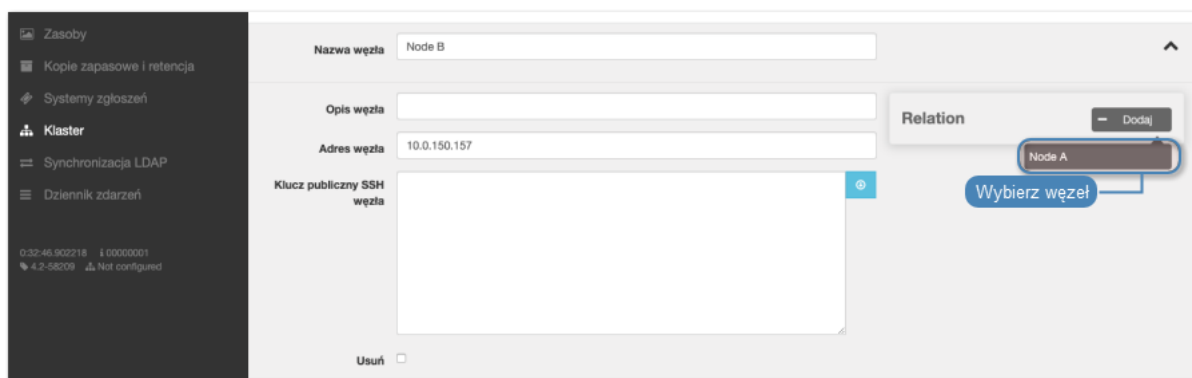 Zasoby
Kopie zapasowe i retencja
Systemy zgłoszeń
Klaster
Synchronizacja LDAP
Dziennik zdarzeń
0:32:46.902218 00000001
4.2-58209 Not configured
Nazwa węzła Node B
Opis węzła
Adres węzła 10.0.150.157
Klucz publiczny SSH
węzła
Usuń
Relation Dodaj
Node A
Wybierz węzeł